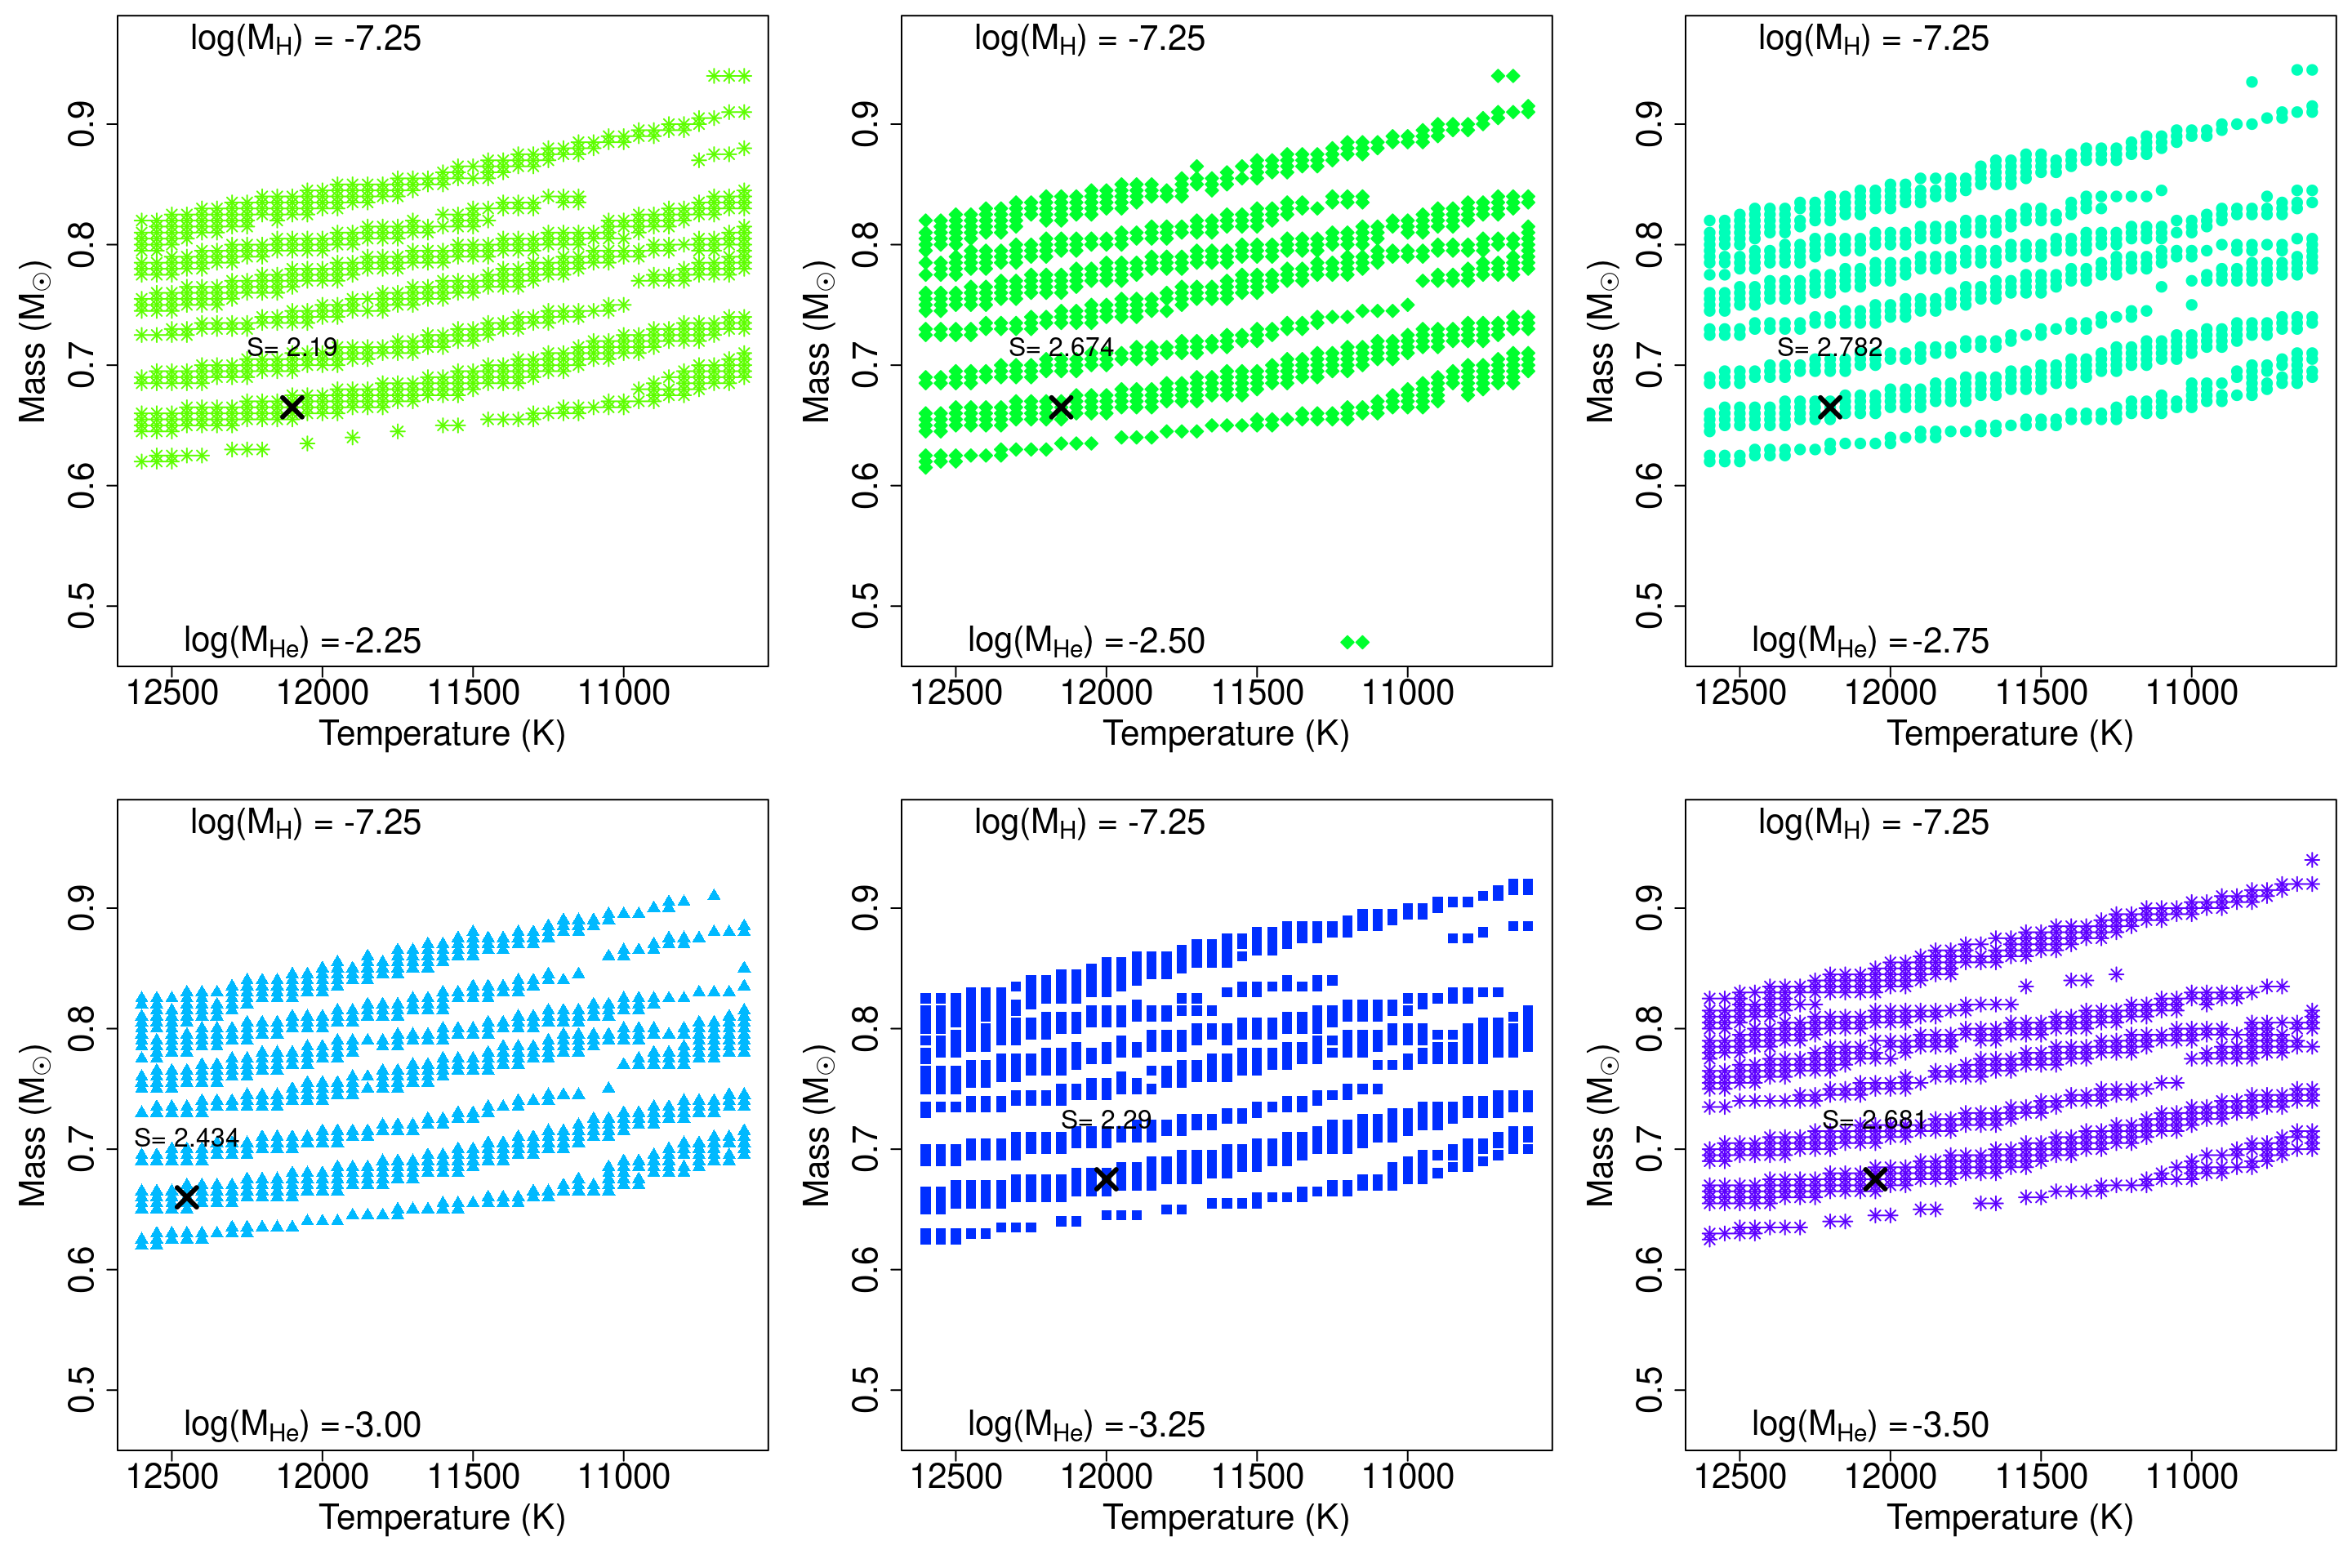 log(M_H) = -7.25
0.9
0.8
0.7
0.6
0.5
Mass (M☉)
S= 2.19
log(M_He) =-2.25
12500 12000 11500 11000
Temperature (K)
log(M_H) = -7.25
0.9
0.8
0.7
0.6
0.5
Mass (M☉)
S= 2.674
log(M_He) =-2.50
12500 12000 11500 11000
Temperature (K)
log(M_H) = -7.25
0.9
0.8
0.7
0.6
0.5
Mass (M☉)
S= 2.782
log(M_He) =-2.75
12500 12000 11500 11000
Temperature (K)
log(M_H) = -7.25
0.9
0.8
0.7
0.6
0.5
Mass (M☉)
S= 2.434
log(M_He) =-3.00
12500 12000 11500 11000
Temperature (K)
log(M_H) = -7.25
0.9
0.8
0.7
0.6
0.5
Mass (M☉)
S= 2.29
log(M_He) =-3.25
12500 12000 11500 11000
Temperature (K)
log(M_H) = -7.25
0.9
0.8
0.7
0.6
0.5
Mass (M☉)
S= 2.681
log(M_He) =-3.50
12500 12000 11500 11000
Temperature (K)